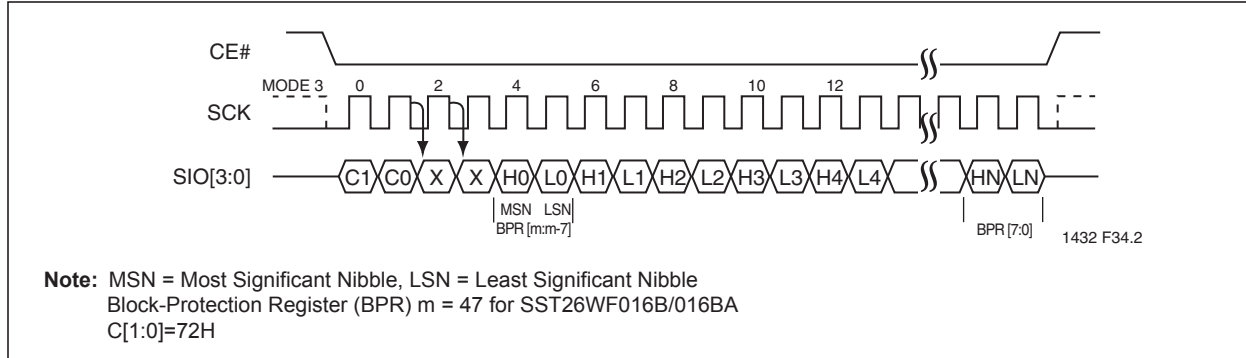 CE#
MODE 3 0 2 4 6 8 10 12
SCK
SIO[3:0] C1 C0 X X H0 L0 H1 L1 H2 L2 H3 L3 H4 L4 HN LN
MSN LSN
BPR [m:m-7] BPR [7:0]
1432 F34.2
Note: MSN = Most Significant Nibble, LSN = Least Significant Nibble
Block-Protection Register (BPR) m = 47 for SST26WF016B/016BA
C[1:0]=72H